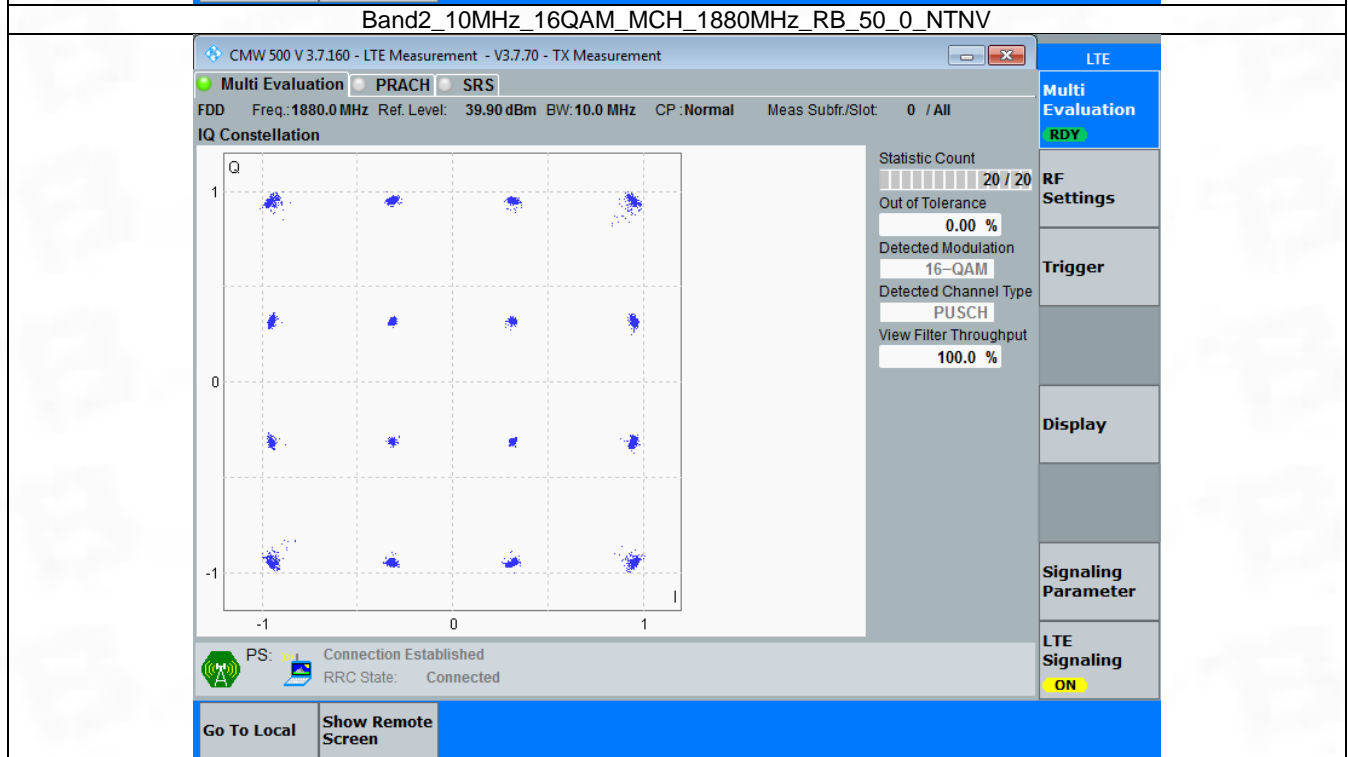 Band2_10MHz_16QAM_MCH_1880MHz_RB_50_0_NTNV
CMW 500 V 3.7.160 - LTE Measurement - V3.7.70 - TX Measurement
LTE
Multi Evaluation PRACH SRS
Multi
Evaluation
RDY
FDD Freq.: 1880.0 MHz Ref. Level: 39.90 dBm BW: 10.0 MHz CP : Normal Meas Subfr./Slot: 0 / All
IQ Constellation
Q
1
0
-1
I
-1 0 1
Statistic Count
20 / 20
Out of Tolerance
0.00 %
Detected Modulation
16-QAM
Detected Channel Type
PUSCH
View Filter Throughput
100.0 %
RF
Settings
Trigger
Display
Signaling
Parameter
LTE
Signaling
ON
PS: Connection Established
RRC State: Connected
Go To Local
Show Remote
Screen